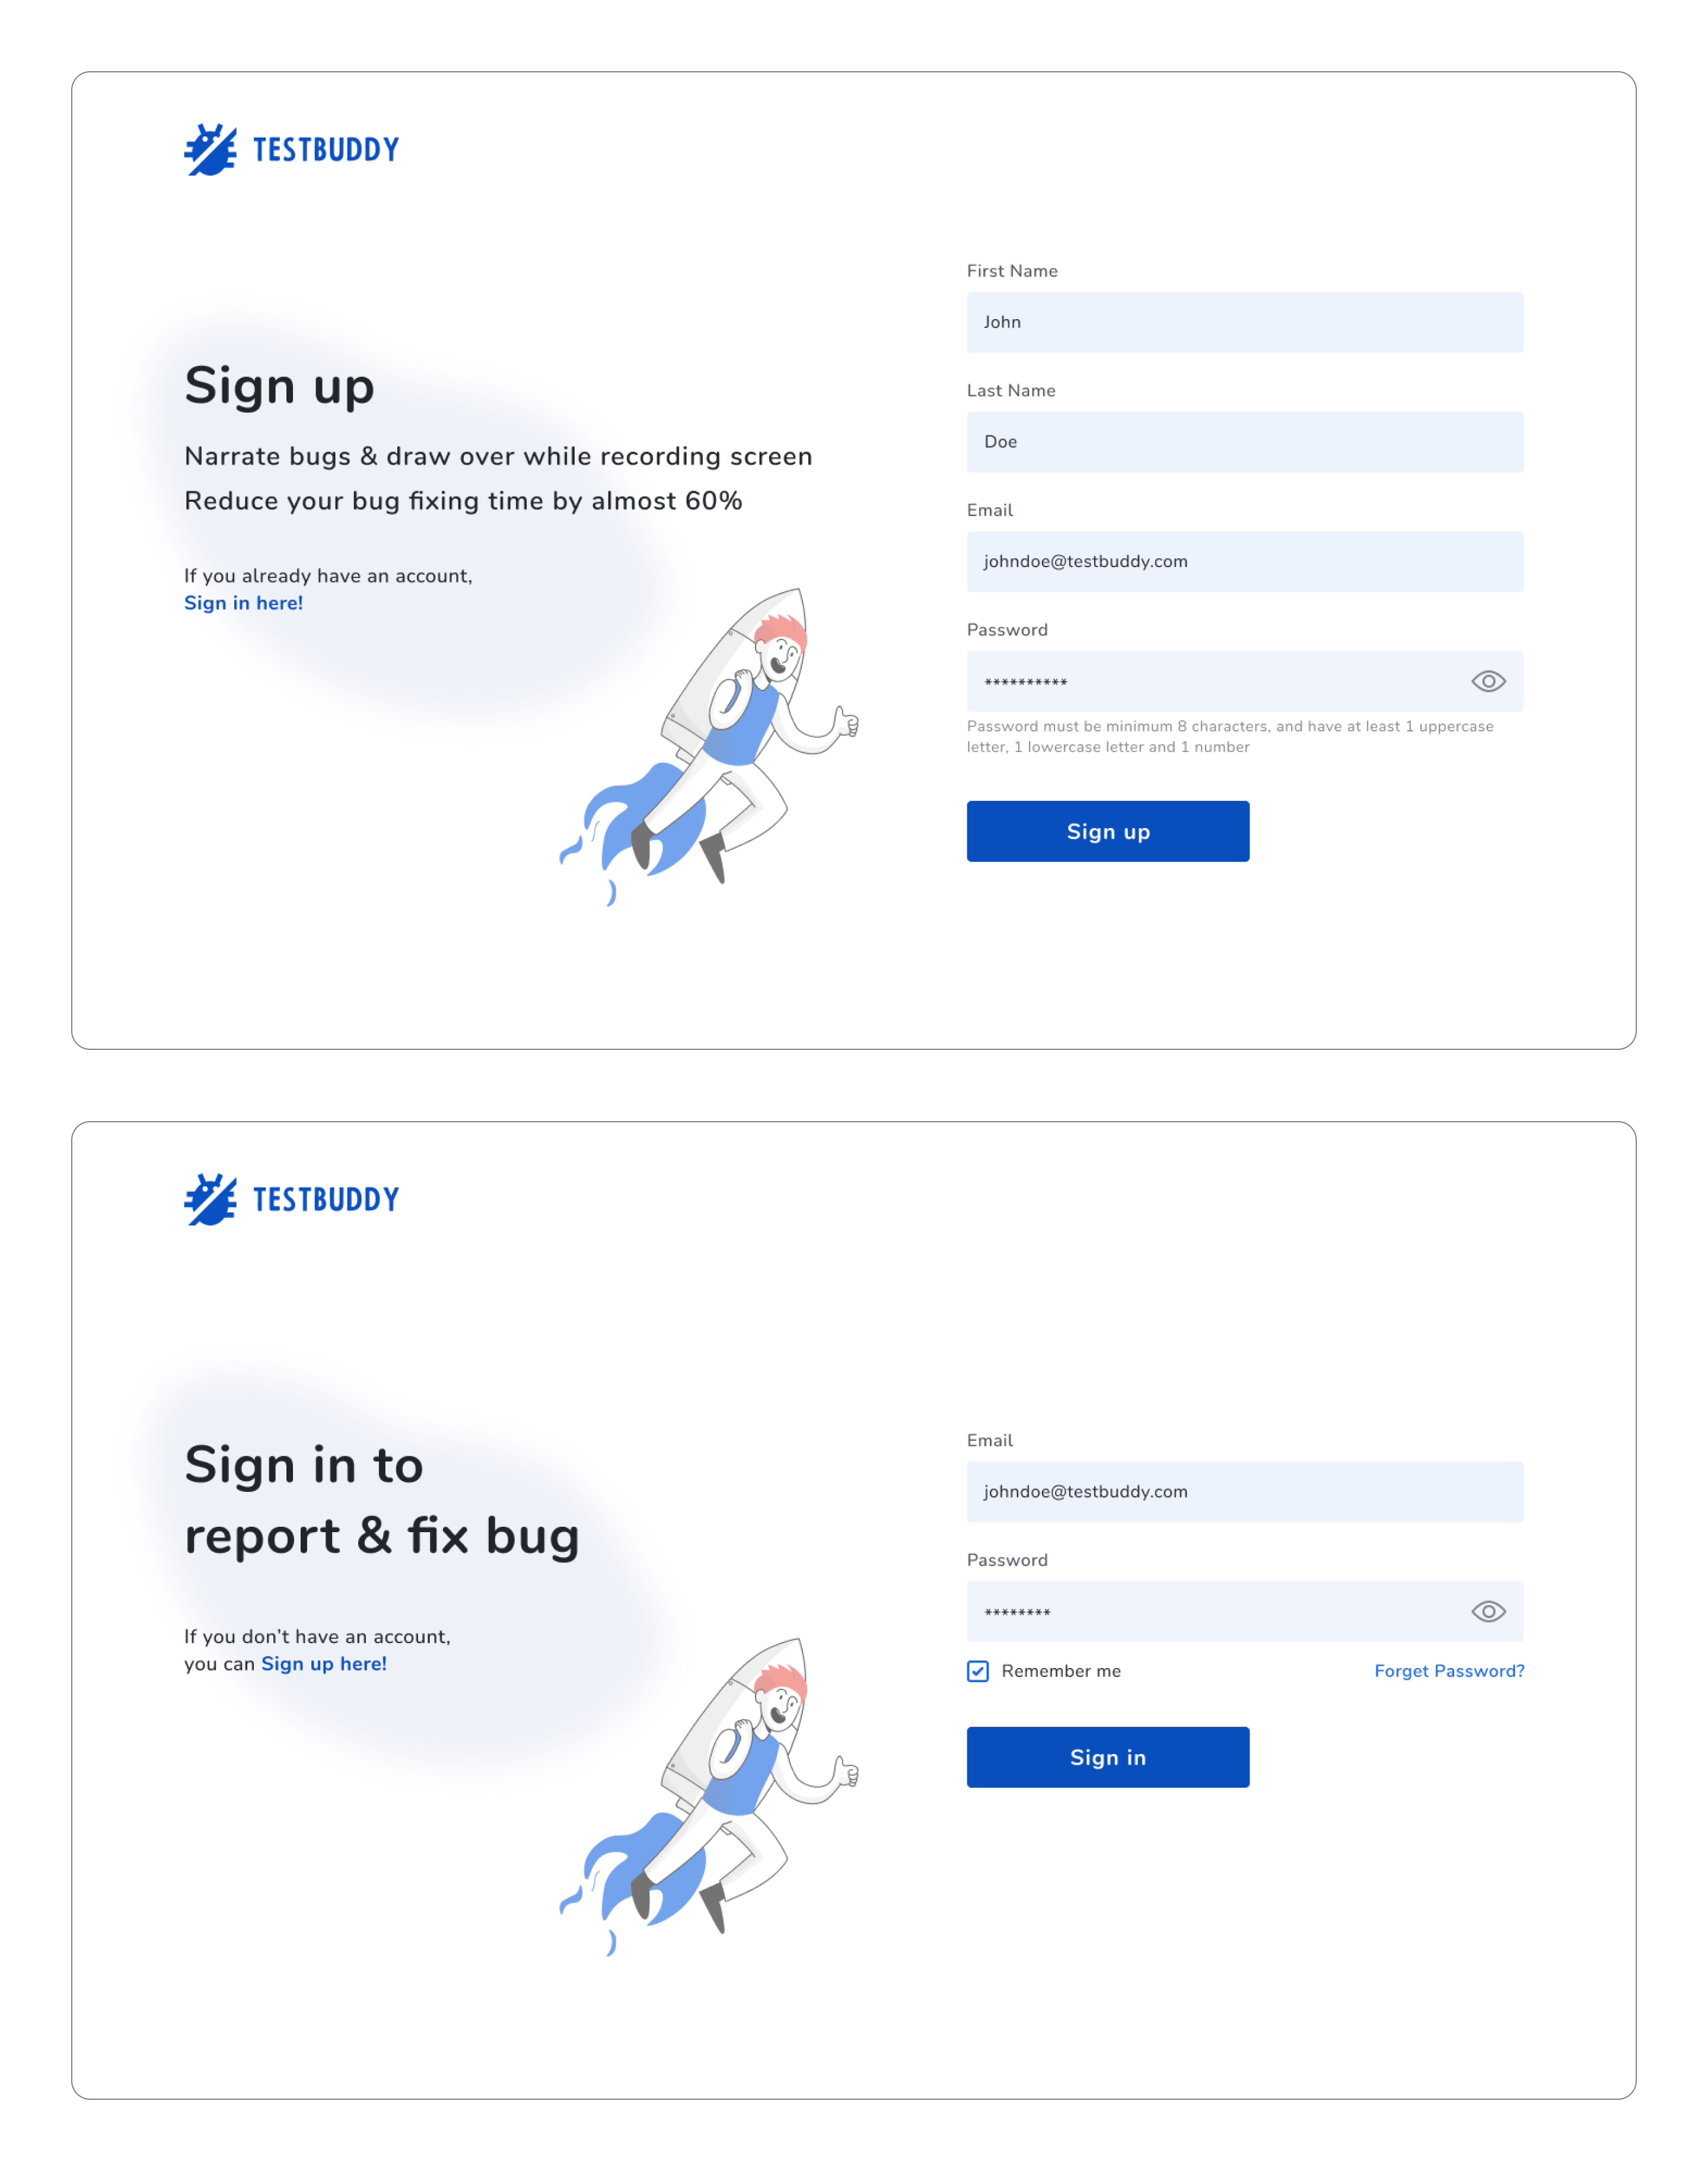 TESTBUDDY
Sign up
Narrate bugs & draw over while recording screen
Reduce your bug fixing time by almost 60%
If you already have an account,
Sign in here!
First Name
John
Last Name
Doe
Email
johndoe@testbuddy.com
Password
**********
Password must be minimum 8 characters, and have at least 1 uppercase
letter, 1 lowercase letter and 1 number
Sign up
TESTBUDDY
Sign in to
report & fix bug
If you don’t have an account,
you can Sign up here!
Email
johndoe@testbuddy.com
Password
********
Remember me
Forget Password?
Sign in